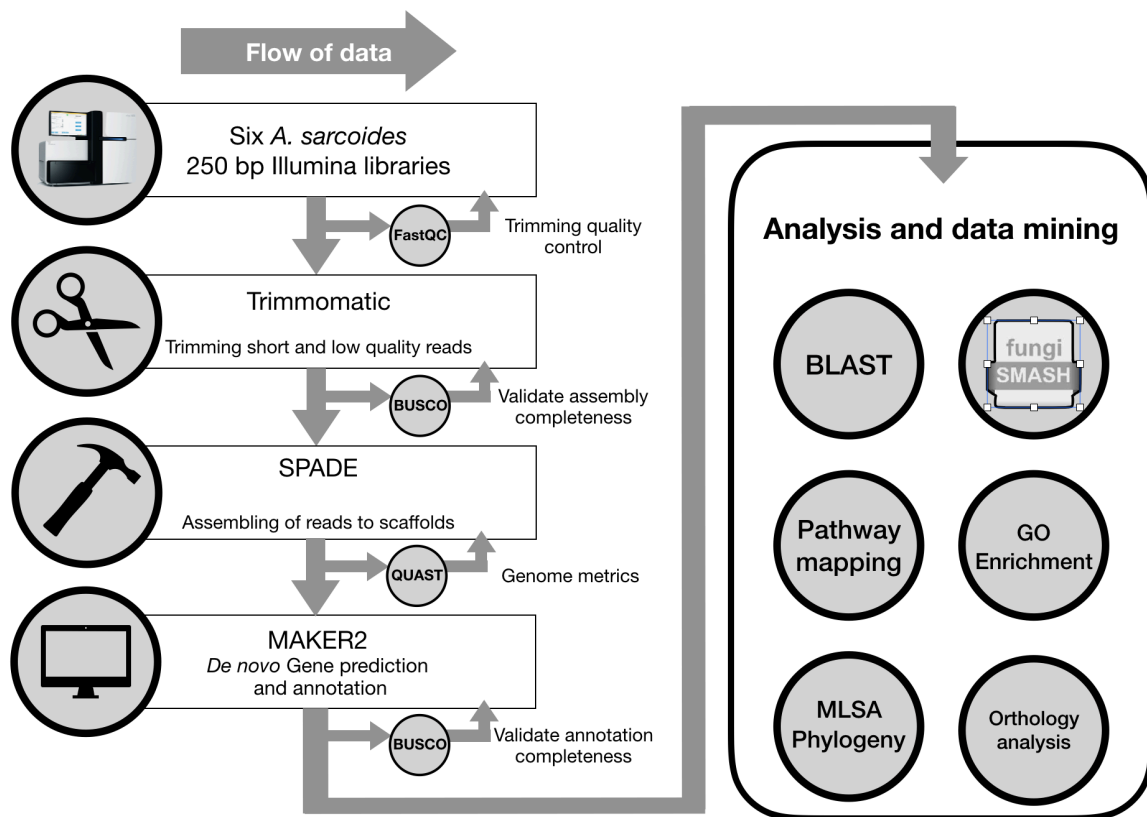 Flow of data
Six A. sarcoides
250 bp Illumina libraries
FastQC
Trimming quality
control
Trimmomatic
Trimming short and low quality reads
BUSCO
Validate assembly
completeness
SPADE
Assembling of reads to scaffolds
QUAST
Genome metrics
MAKER2
De novo Gene prediction
and annotation
BUSCO
Validate annotation
completeness
Analysis and data mining
BLAST
fungi
SMASH
Pathway
mapping
GO
Enrichment
MLSA
Phylogeny
Orthology
analysis